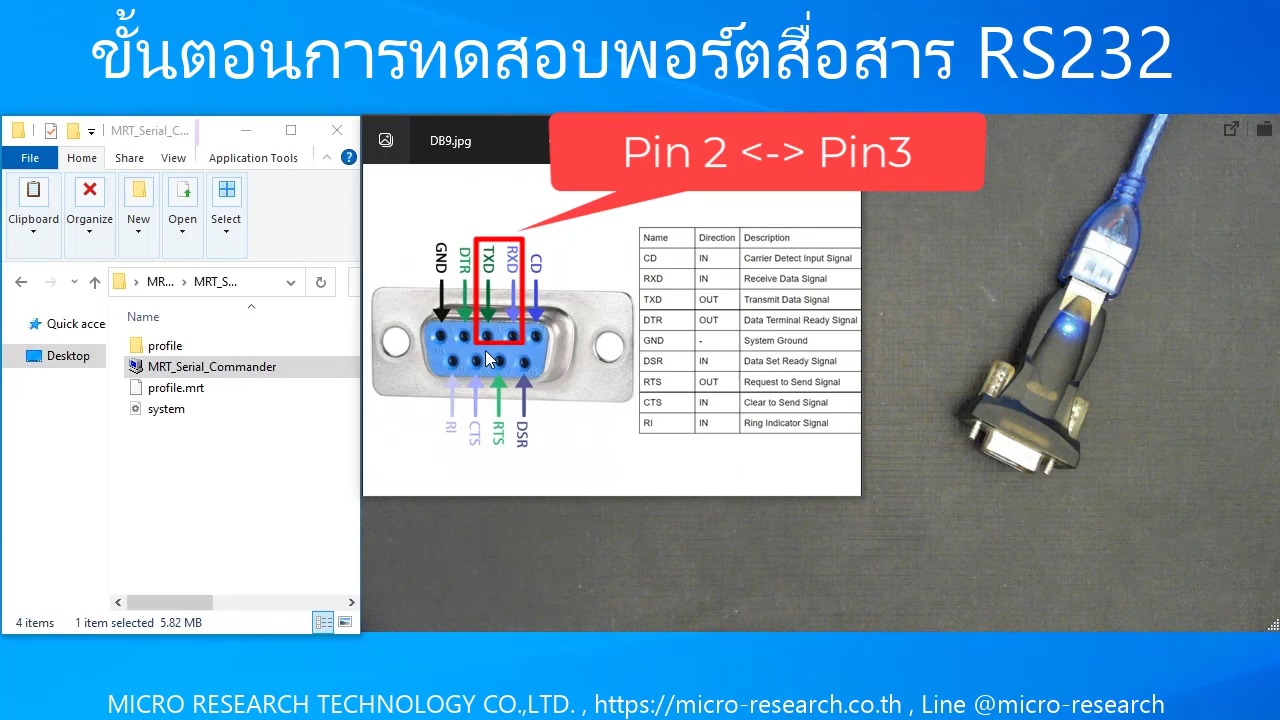 ขั้นตอนการทดสอบพอร์ตสื่อสาร RS232
MRT_Serial_C...
File Home Share View Application Tools
Clipboard Organize New Open Select
MR... MRT_S...
Quick acce
Desktop
Name
profile
MRT_Serial_Commander
profile.mrt
system
4 items 1 item selected 5.82 MB
DB9.jpg
Pin 2 <-> Pin3
GND DTR TXD RXD CD
RI CTS RTS DSR
Name Direction Description
CD IN Carrier Detect Input Signal
RXD IN Receive Data Signal
TXD OUT Transmit Data Signal
DTR OUT Data Terminal Ready Signal
GND - System Ground
DSR IN Data Set Ready Signal
RTS OUT Request to Send Signal
CTS IN Clear to Send Signal
RI IN Ring Indicator Signal
MICRO RESEARCH TECHNOLOGY CO.,LTD. , https://micro-research.co.th , Line @micro-research